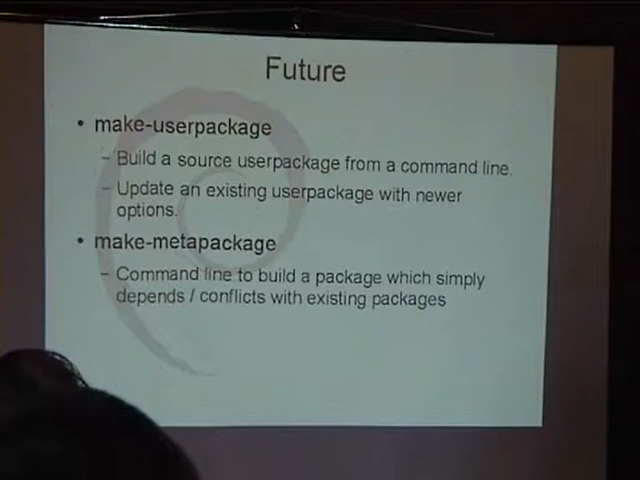 Future
• make-userpackage
– Build a source userpackage from a command line.
– Update an existing userpackage with newer
options.
• make-metapackage
– Command line to build a package which simply
depends / conflicts with existing packages